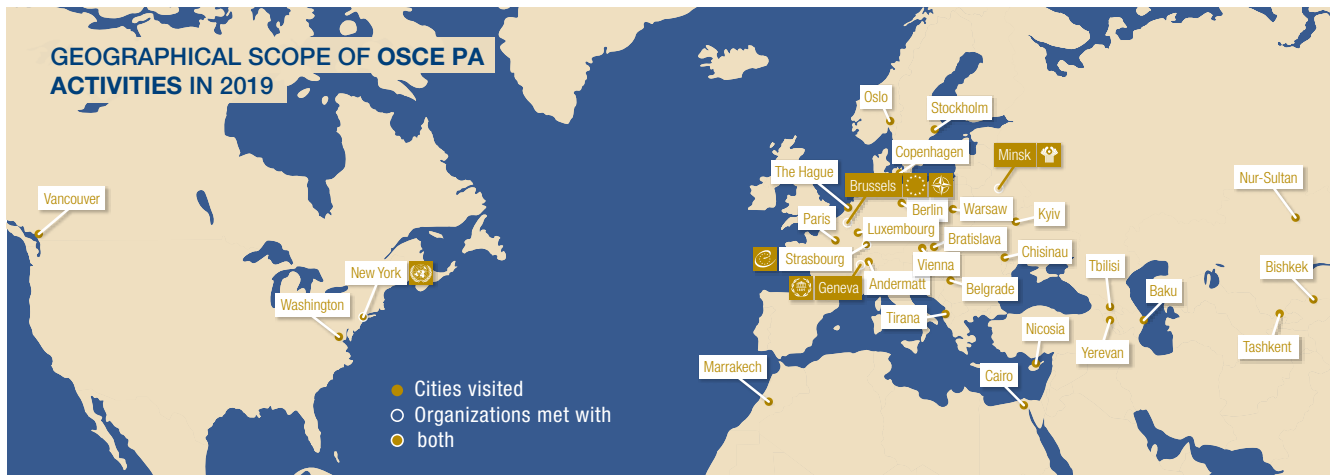 GEOGRAPHICAL SCOPE OF OSCE PA
ACTIVITIES IN 2019
Oslo
Stockholm
Copenhagen
Minsk
The Hague
Brussels
Nur-Sultan
Vancouver
Berlin
Warsaw
Kyiv
Paris
Luxembourg
Bratislava
Strasbourg
Chisinau
Vienna
New York
Tbilisi
Bishkek
Geneva
Andermatt
Belgrade
Baku
Washington
Tirana
Nicosia
Yerevan
Tashkent
Marrakech
Cairo
Cities visited
Organizations met with
both